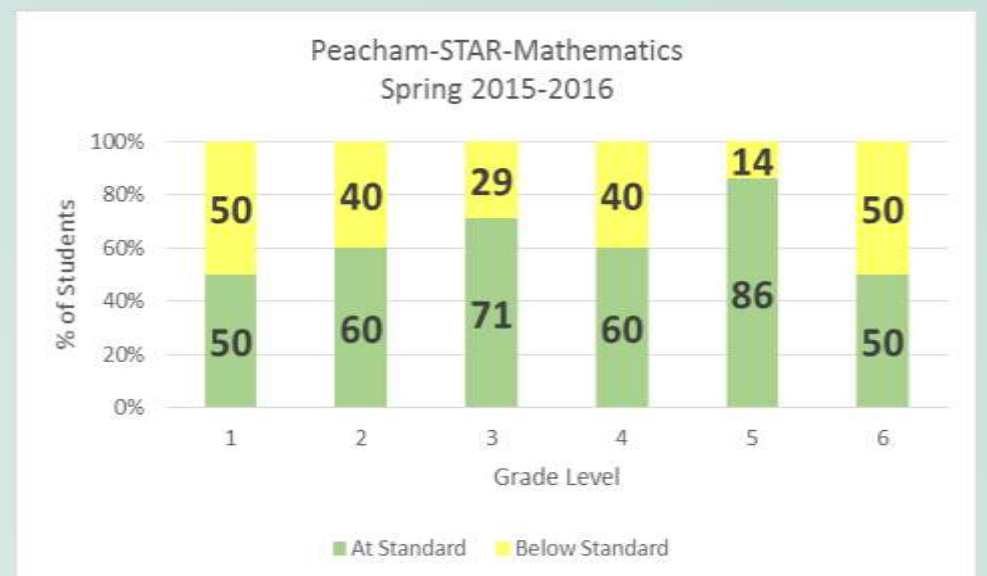 Peacham-STAR-Mathematics
Spring 2015-2016
% of Students
100%
80%
60%
40%
20%
0%
50 40 29 40 14 50
50 60 71 60 86 50
1 2 3 4 5 6
Grade Level
At Standard Below Standard